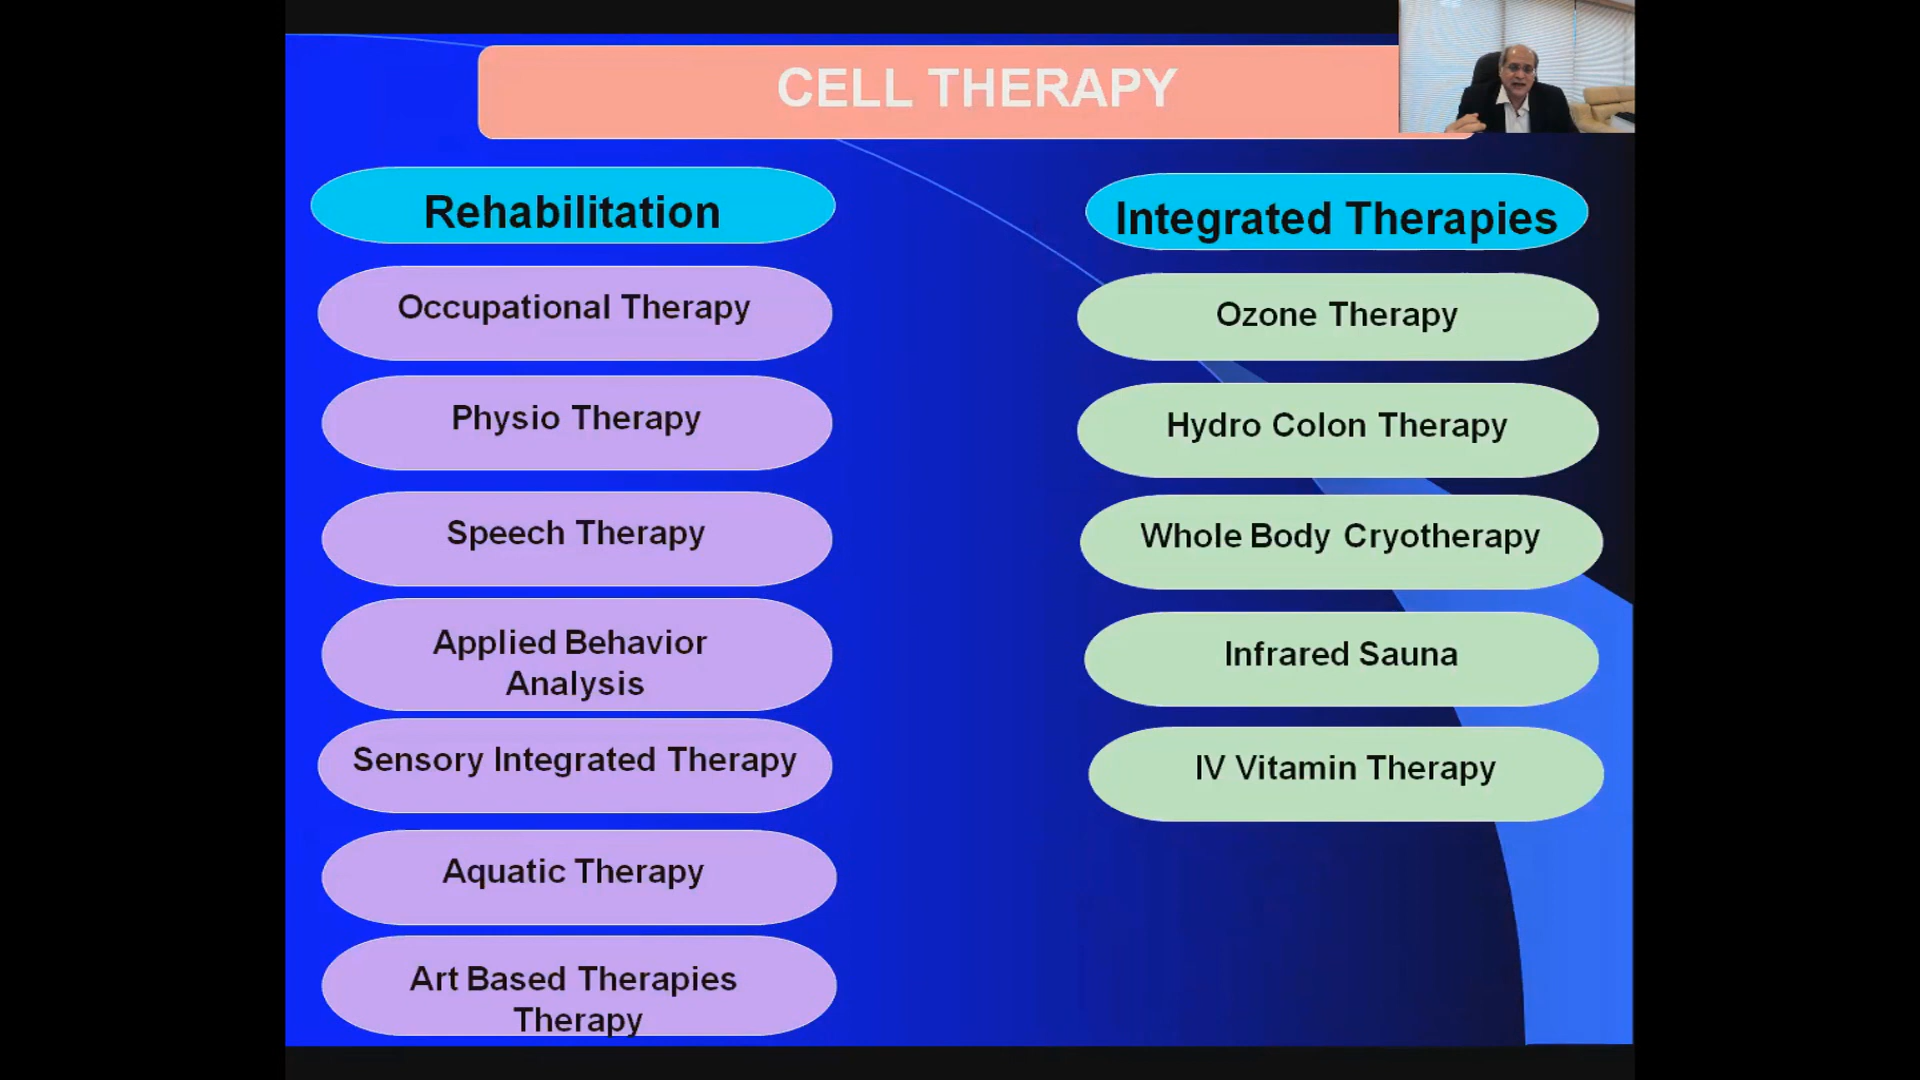 CELL THERAPY
Rehabilitation
Occupational Therapy
Physio Therapy
Speech Therapy
Applied Behavior
Analysis
Sensory Integrated Therapy
Aquatic Therapy
Art Based Therapies
Therapy
Integrated Therapies
Ozone Therapy
Hydro Colon Therapy
Whole Body Cryotherapy
Infrared Sauna
IV Vitamin Therapy